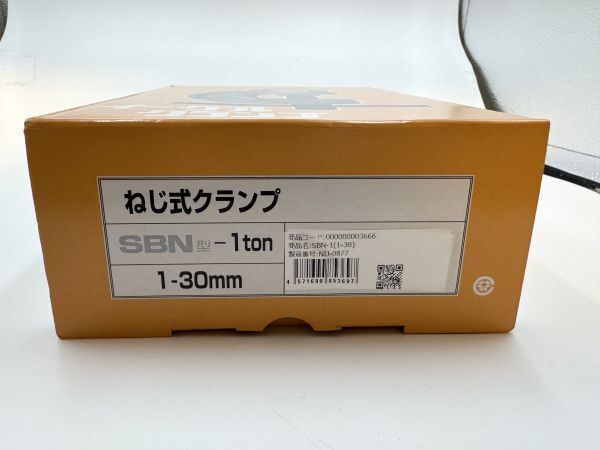 ねじ式クランプ
SBN型-1ton
1-30mm
商品コード:000000003666
商品名:SBN-1(1-30)
製造番号:NU-0877
4 571690 853697